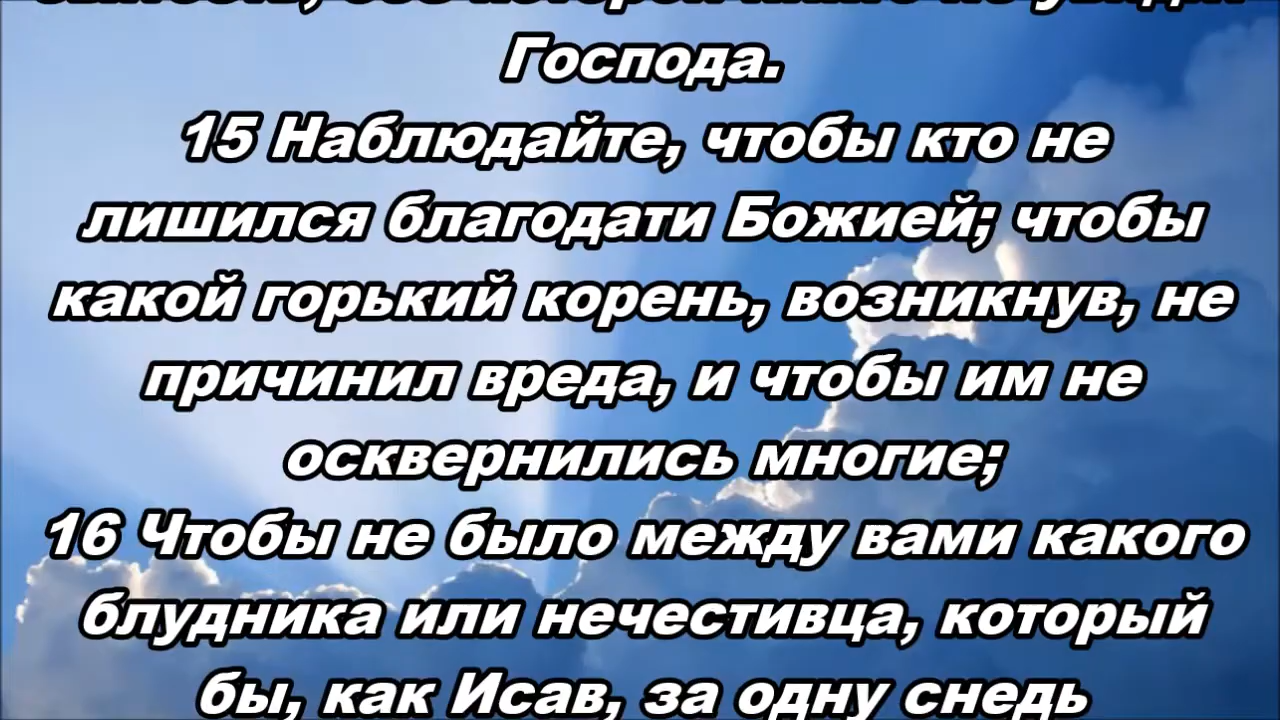 Господа.
15 Наблюдайте, чтобы кто не
лишился благодати Божией; чтобы
какой горький корень, возникнув, не
причинил вреда, и чтобы им не
осквернились многие;
16 Чтобы не было между вами какого
блудника или нечестивца, который
бы, как Исав, за одну снедь